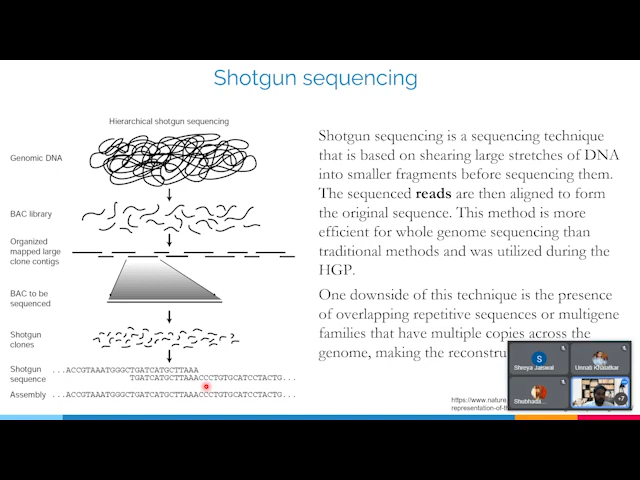 Shotgun sequencing
Hierarchical shotgun sequencing
Genomic DNA
BAC library
Organized
mapped large
clone contigs
BAC to be
sequenced
Shotgun
clones
Shotgun
sequence
...ACCGTAAATGGGCTGATCATGCTTAAA
TGATCATGCTTAAACCCTGTGCATCCTACTG...
Assembly
...ACCGTAAATGGGCTGATCATGCTTAAACCCTGTGCATCCTACTG...
Shotgun sequencing is a sequencing technique
that is based on shearing large stretches of DNA
into smaller fragments before sequencing them.
The sequenced reads are then aligned to form
the original sequence. This method is more
efficient for whole genome sequencing than
traditional methods and was utilized during the
HGP.
One downside of this technique is the presence
of overlapping repetitive sequences or multigene
families that have multiple copies across the
genome, making the reconstru
https://www.nature.
representation-of-th
S
Shreya Jaiswal
Unnati Khalatkar
Shubhada
+7